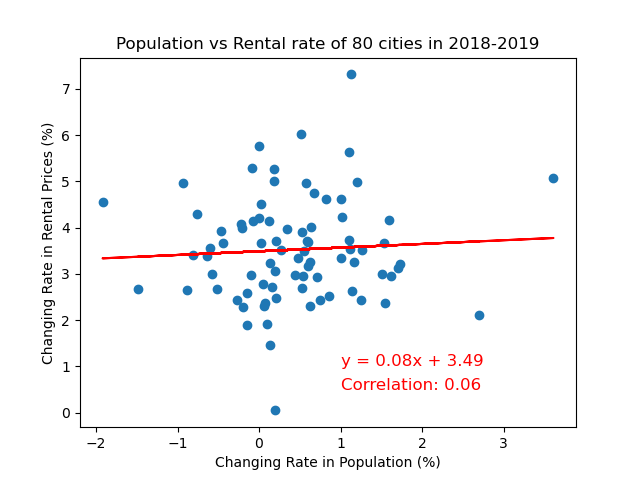 Population vs Rental rate of 80 cities in 2018-2019
Changing Rate in Rental Prices (%)
7
6
5
4
3
2
1
0
y = 0.08x + 3.49
Correlation: 0.06
−2 −1 0 1 2 3
Changing Rate in Population (%)